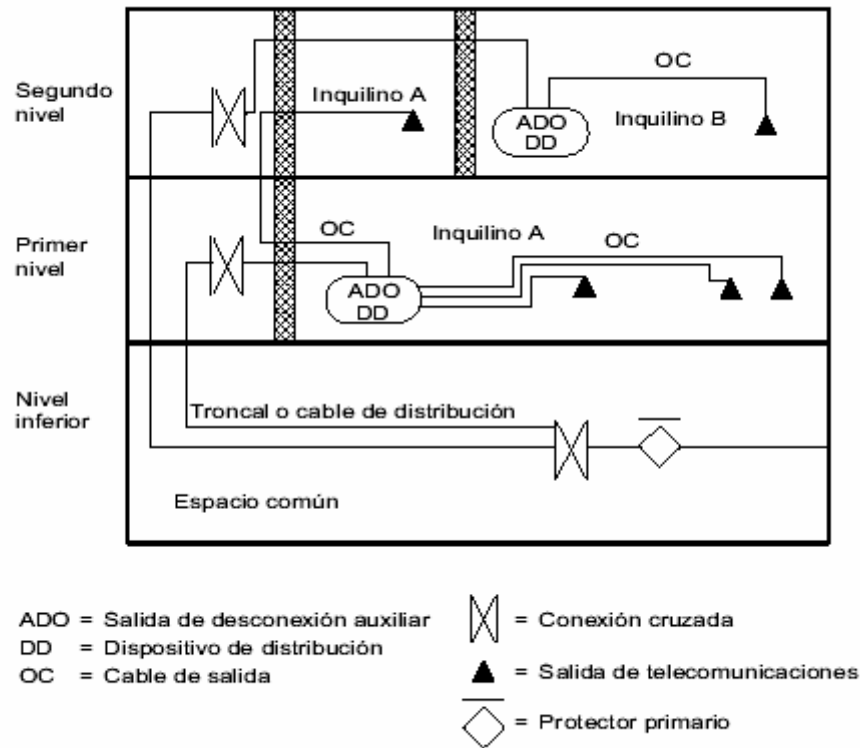 Segundo
nivel
Inquilino A
OC
ADO
DD
Inquilino B
Primer
nivel
OC
Inquilino A
OC
ADO
DD
Nivel
inferior
Troncal o cable de distribución
Espacio común
ADO = Salida de desconexión auxiliar
DD = Dispositivo de distribución
OC = Cable de salida
= Conexión cruzada
= Salida de telecomunicaciones
= Protector primario